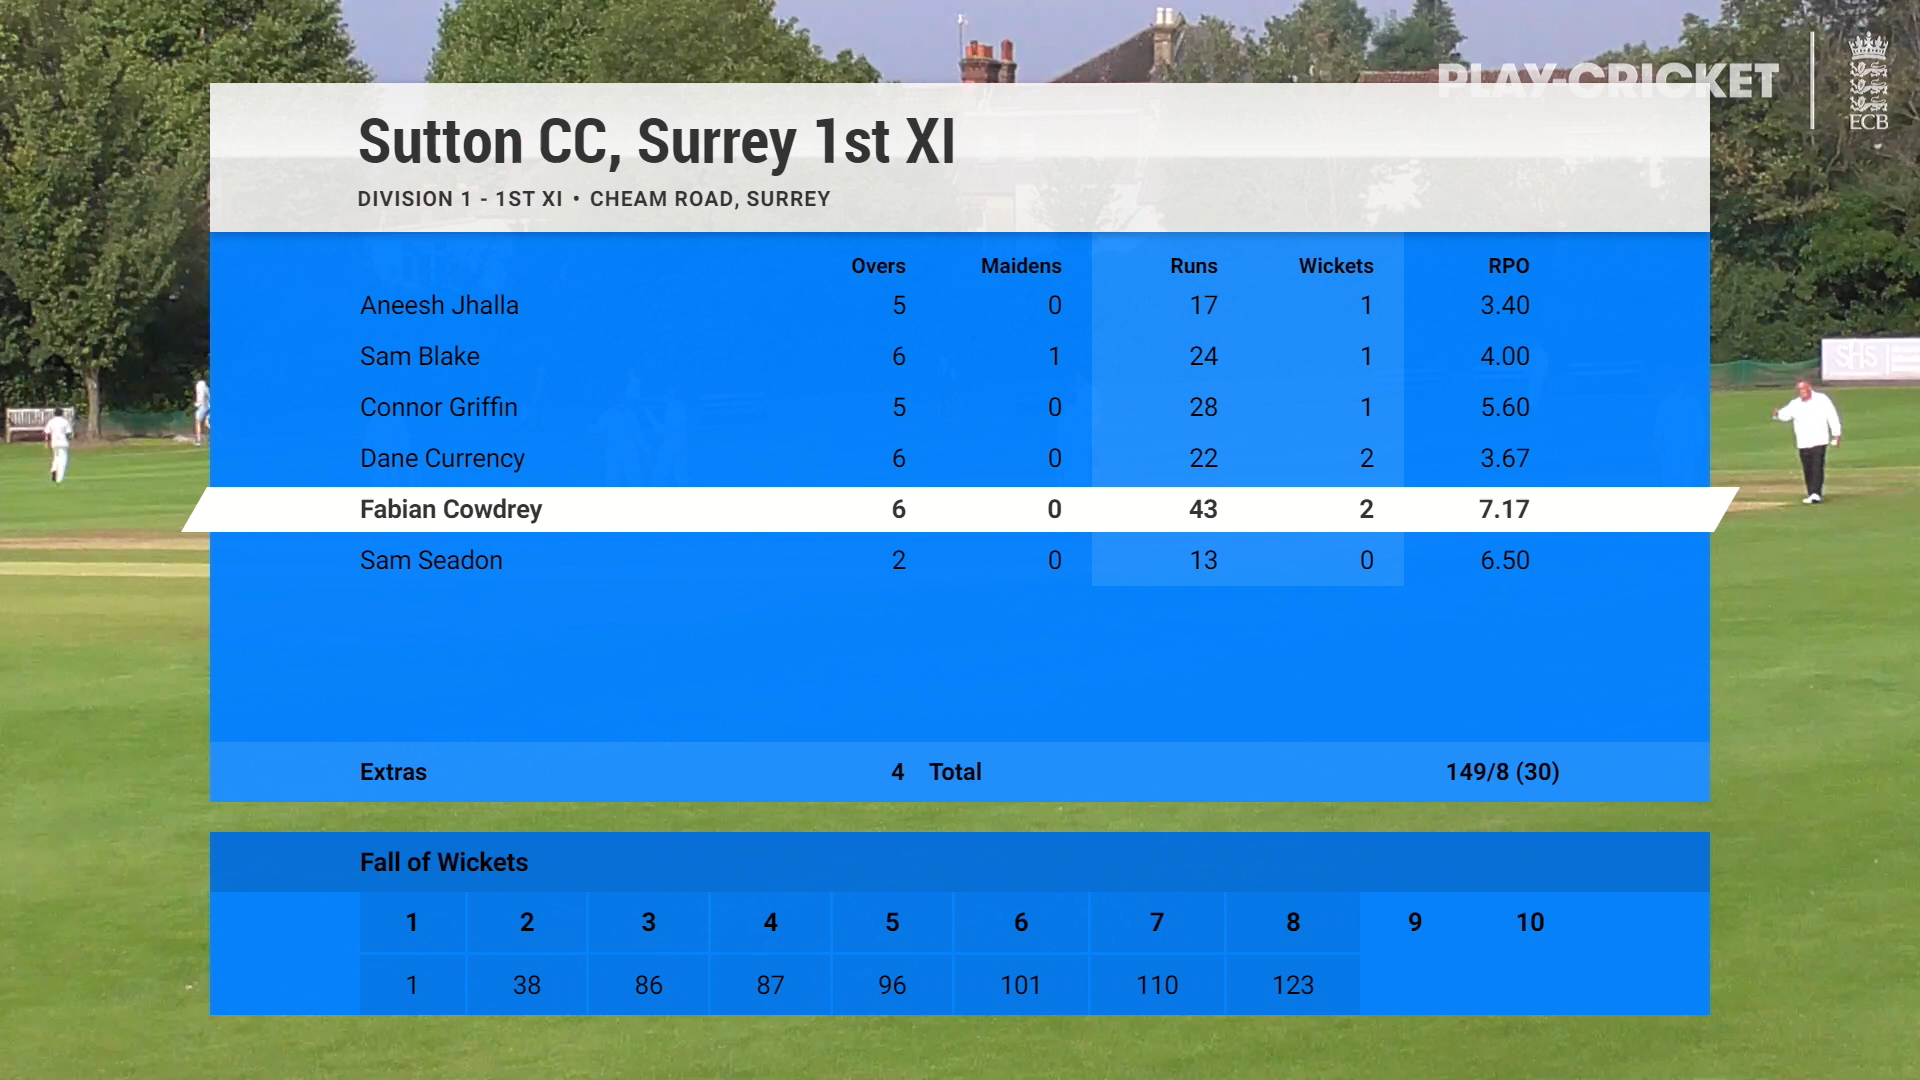 PLAY-CRICKET
ECB
Sutton CC, Surrey 1st XI
DIVISION 1 - 1ST XI • CHEAM ROAD, SURREY
Overs Maidens Runs Wickets RPO
Aneesh Jhalla 5 0 17 1 3.40
Sam Blake 6 1 24 1 4.00
Connor Griffin 5 0 28 1 5.60
Dane Currency 6 0 22 2 3.67
Fabian Cowdrey 6 0 43 2 7.17
Sam Seadon 2 0 13 0 6.50
SHS
Extras 4 Total 149/8 (30)
Fall of Wickets
1 2 3 4 5 6 7 8 9 10
1 38 86 87 96 101 110 123